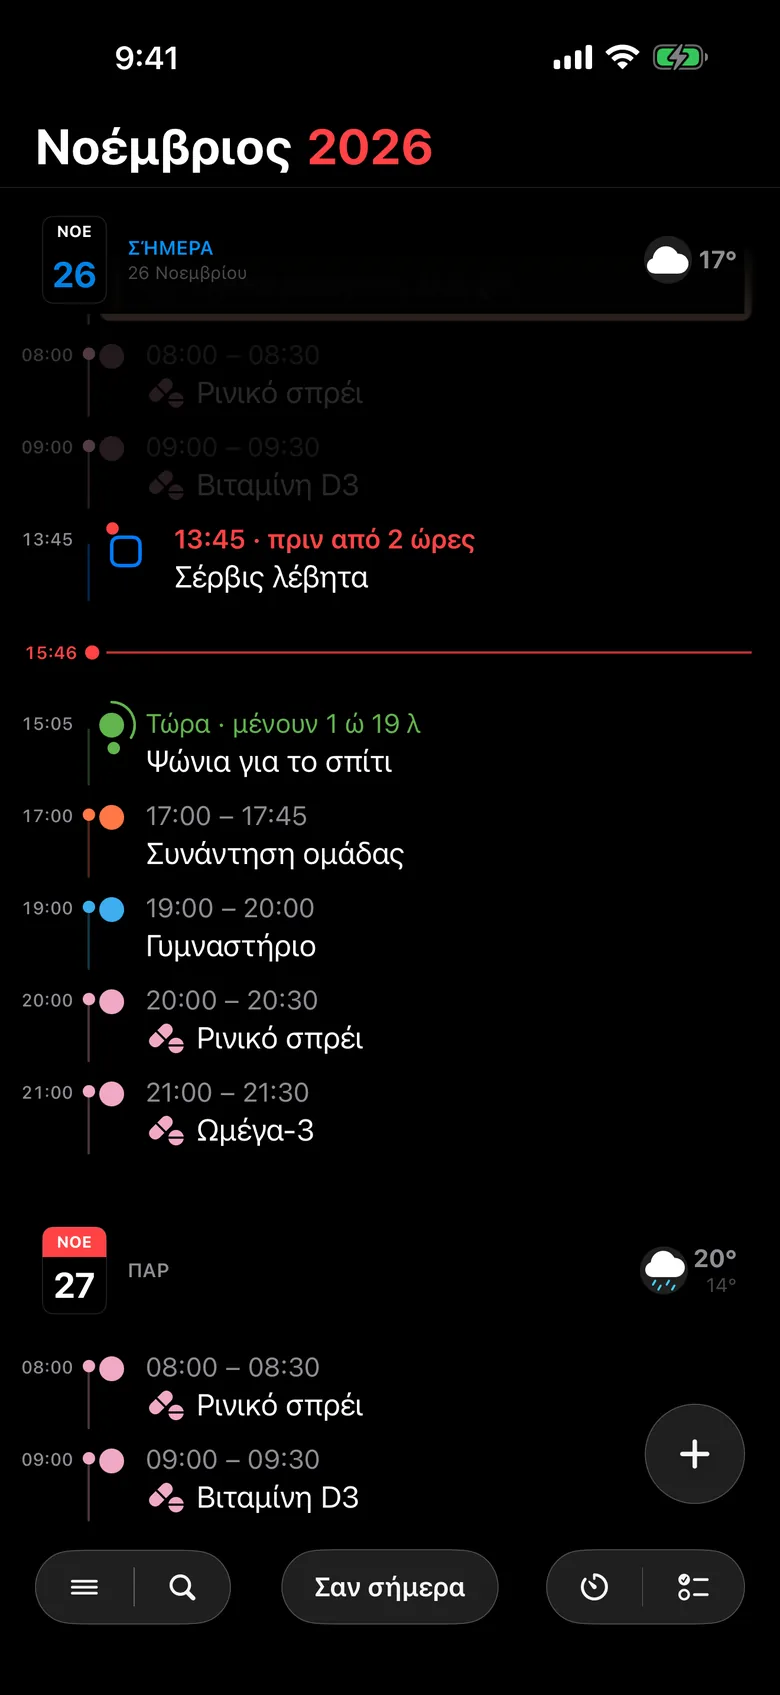 9:41
Νοέμβριος 2026
ΝΟΕ
26
ΣΉΜΕΡΑ
26 Νοεμβρίου
17°
08:00
08:00 – 08:30
Ρινικό σπρέι
09:00
09:00 – 09:30
Βιταμίνη D3
13:45
13:45 · πριν από 2 ώρες
Σέρβις λέβητα
15:46
15:05
Τώρα · μένουν 1 ώ 19 λ
Ψώνια για το σπίτι
17:00
17:00 – 17:45
Συνάντηση ομάδας
19:00
19:00 – 20:00
Γυμναστήριο
20:00
20:00 – 20:30
Ρινικό σπρέι
21:00
21:00 – 21:30
Ωμέγα-3
ΝΟΕ
27
ΠΑΡ
20°
14°
08:00
08:00 – 08:30
Ρινικό σπρέι
09:00
09:00 – 09:30
Βιταμίνη D3
Σαν σήμερα